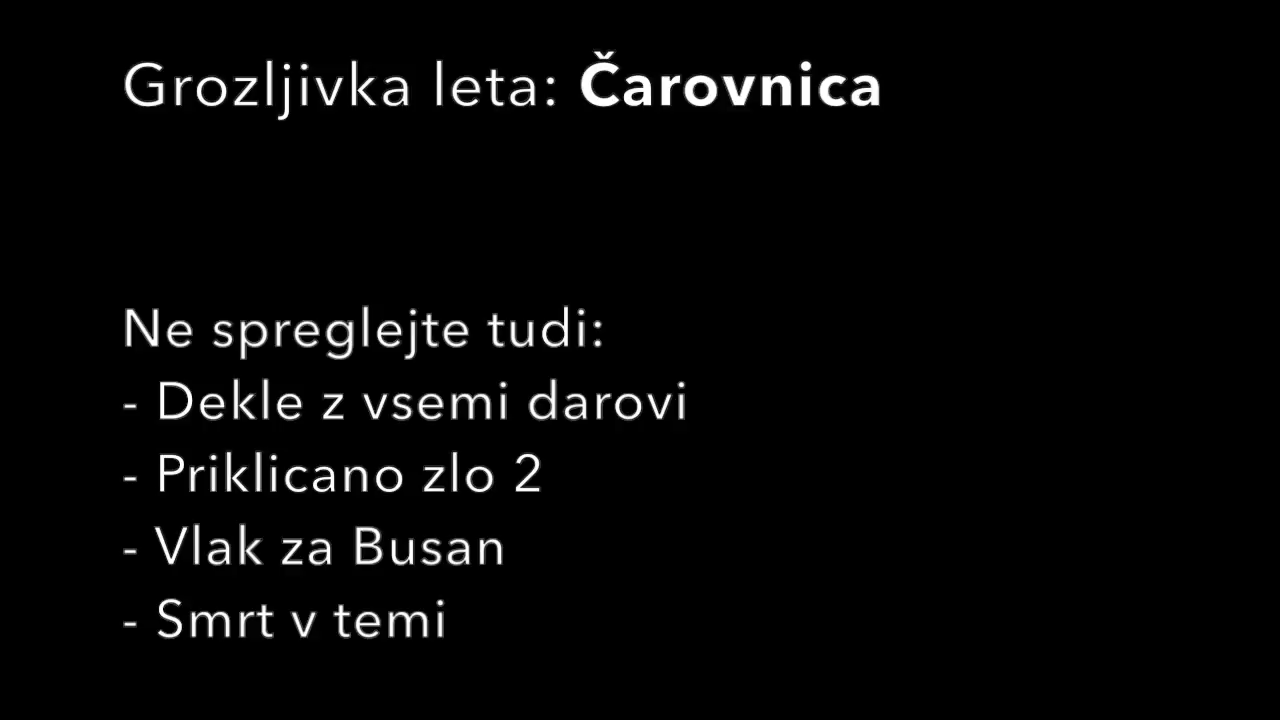 Grozljivka leta: Čarovnica
Ne spreglejte tudi:
- Dekle z vsemi darovi
- Priklicano zlo 2
- Vlak za Busan
- Smrt v temi